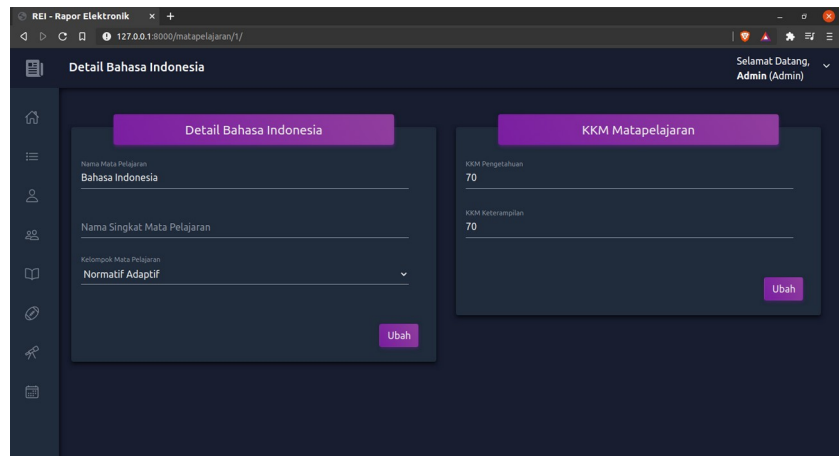 REI - Rapor Elektronik
127.0.0.1:8000/matapelajaran/1/
Detail Bahasa Indonesia
Selamat Datang,
Admin (Admin)
Detail Bahasa Indonesia
Nama Mata Pelajaran
Bahasa Indonesia
Nama Singkat Mata Pelajaran
Kelompok Mata Pelajaran
Normatif Adaptif
Ubah
KKM Matapelajaran
KKM Pengetahuan
70
KKM Keterampilan
70
Ubah